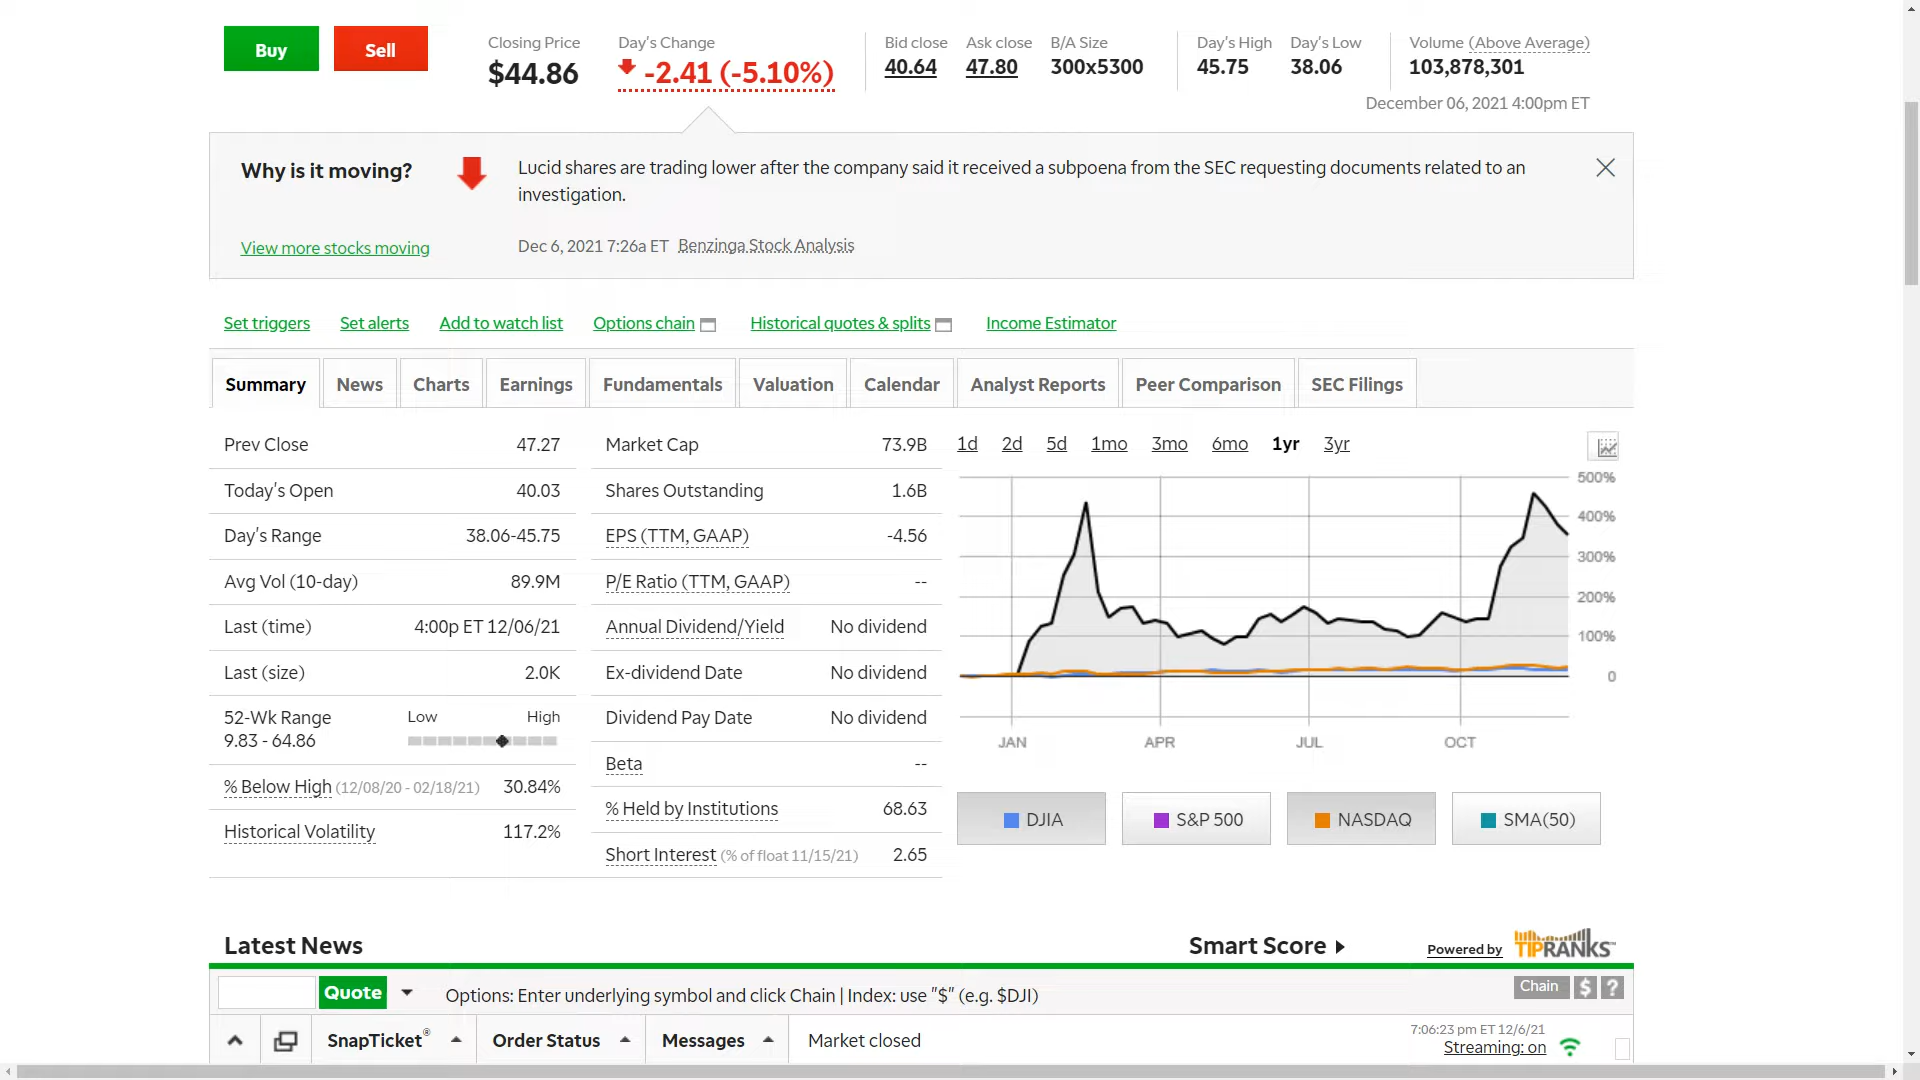 Buy
Sell
Closing Price
$44.86
Day's Change
-2.41 (-5.10%)
Bid close
40.64
Ask close
47.80
B/A Size
300x5300
Day's High
45.75
Day's Low
38.06
Volume (Above Average)
103,878,301
December 06, 2021 4:00pm ET
Why is it moving?
Lucid shares are trading lower after the company said it received a subpoena from the SEC requesting documents related to an
investigation.
View more stocks moving
Dec 6, 2021 7:26a ET Benzinga Stock Analysis
Set triggers
Set alerts
Add to watch list
Options chain
Historical quotes & splits
Income Estimator
Summary
News
Charts
Earnings
Fundamentals
Valuation
Calendar
Analyst Reports
Peer Comparison
SEC Filings
Prev Close 47.27
Today's Open 40.03
Day's Range 38.06-45.75
Avg Vol (10-day) 89.9M
Last (time) 4:00p ET 12/06/21
Last (size) 2.0K
52-Wk Range Low High
9.83 - 64.86
% Below High (12/08/20 - 02/18/21) 30.84%
Historical Volatility 117.2%
Market Cap 73.9B
Shares Outstanding 1.6B
EPS (TTM, GAAP) -4.56
P/E Ratio (TTM, GAAP) --
Annual Dividend/Yield No dividend
Ex-dividend Date No dividend
Dividend Pay Date No dividend
Beta --
% Held by Institutions 68.63
Short Interest (% of float 11/15/21) 2.65
1d 2d 5d 1mo 3mo 6mo 1yr 3yr
500%
400%
300%
200%
100%
0
JAN APR JUL OCT
DJIA
S&P 500
NASDAQ
SMA(50)
Latest News
Smart Score
Powered by TIPRANKS™
Quote
Options: Enter underlying symbol and click Chain | Index: use "$" (e.g. $DJI)
Chain $ ?
SnapTicket®
Order Status
Messages
Market closed
7:06:23 pm ET 12/6/21
Streaming: on